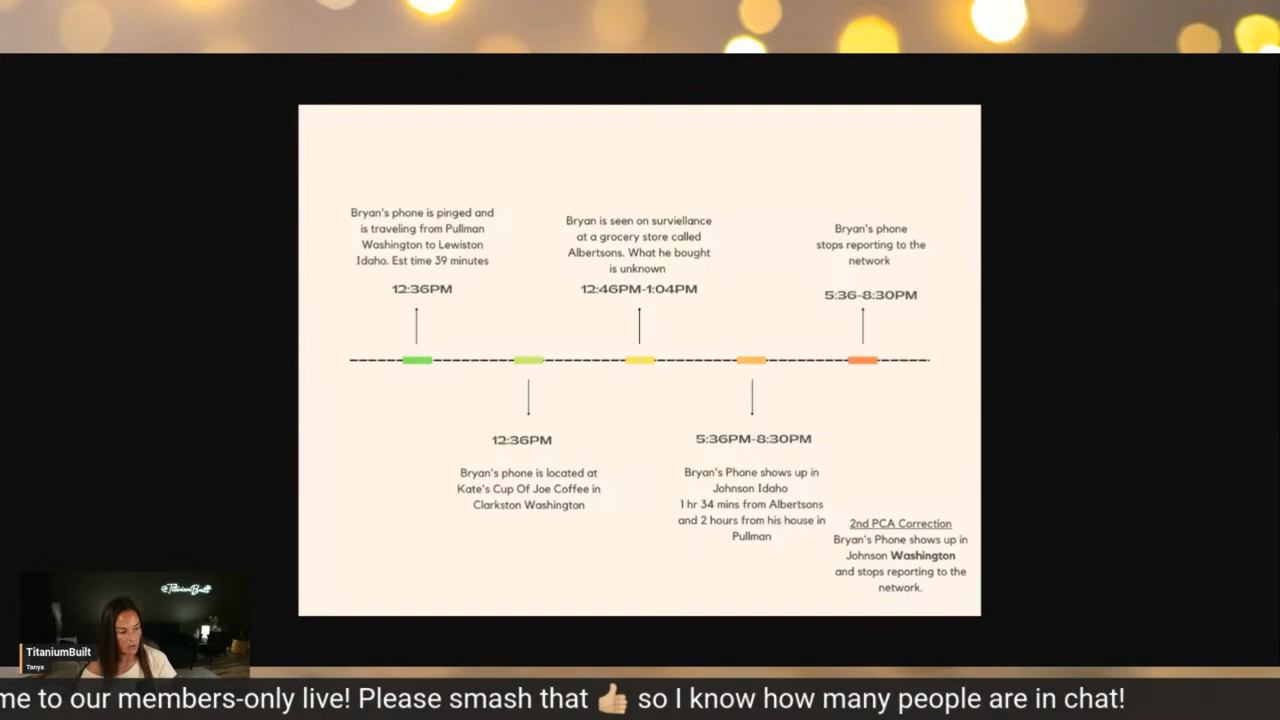 Bryan's phone is pinged and
is traveling from Pullman
Washington to Lewiston
Idaho. Est time 39 minutes
12:36PM
Bryan is seen on surviellance
at a grocery store called
Albertsons. What he bought
is unknown
12:46PM-1:04PM
Bryan's phone
stops reporting to the
network
5:36-8:30PM
12:36PM
Bryan's phone is located at
Kate's Cup Of Joe Coffee in
Clarkston Washington
5:36PM-8:30PM
Bryan's Phone shows up in
Johnson Idaho
1 hr 34 mins from Albertsons
and 2 hours from his house in
Pullman
2nd PCA Correction
Bryan's Phone shows up in
Johnson Washington
and stops reporting to the
network.
@TitaniumBuilt
TitaniumBuilt
Tanya
me to our members-only live! Please smash that 👍🏼 so I know how many people are in chat!